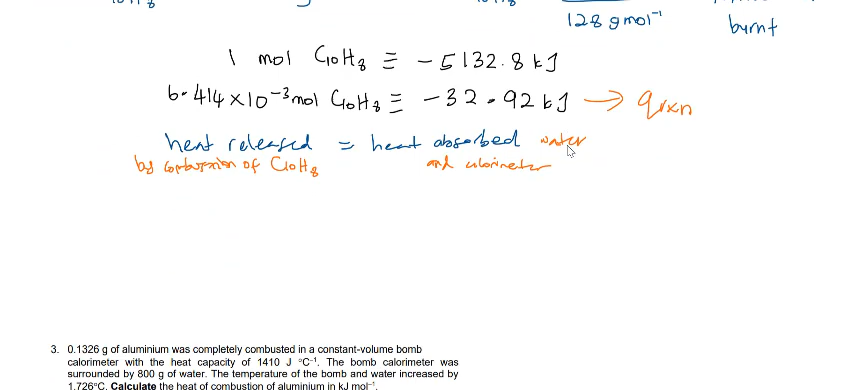 128 g mol⁻¹
burnt
1 mol C₁₀H₈ ≡ -5132.8 kJ
6.414 × 10⁻³ mol C₁₀H₈ ≡ -32.92 kJ → qrxn
heat released = heat absorbed water
by combustion of C₁₀H₈ and calorimeter
3. 0.1326 g of aluminium was completely combusted in a constant-volume bomb
calorimeter with the heat capacity of 1410 J °C⁻¹. The bomb calorimeter was
surrounded by 800 g of water. The temperature of the bomb and water increased by
1.726°C. Calculate the heat of combustion of aluminium in kJ mol⁻¹.